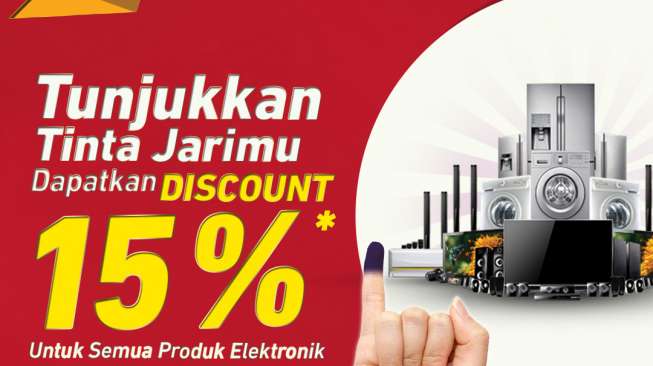 Tunjukkan
Tinta Jarimu
Dapatkan DISCOUNT
15%*
Untuk Semua Produk Elektronik